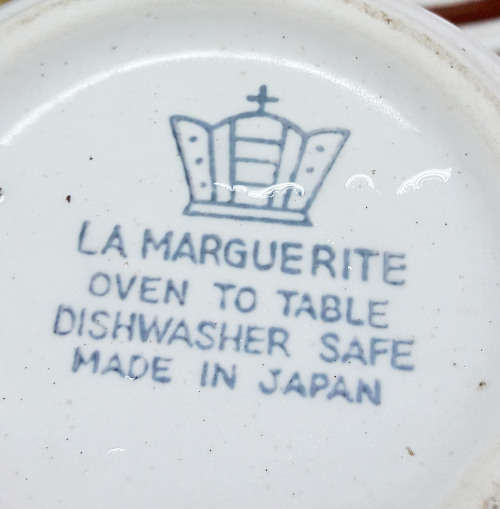 LA MARGUERITE
OVEN TO TABLE
DISHWASHER SAFE
MADE IN JAPAN